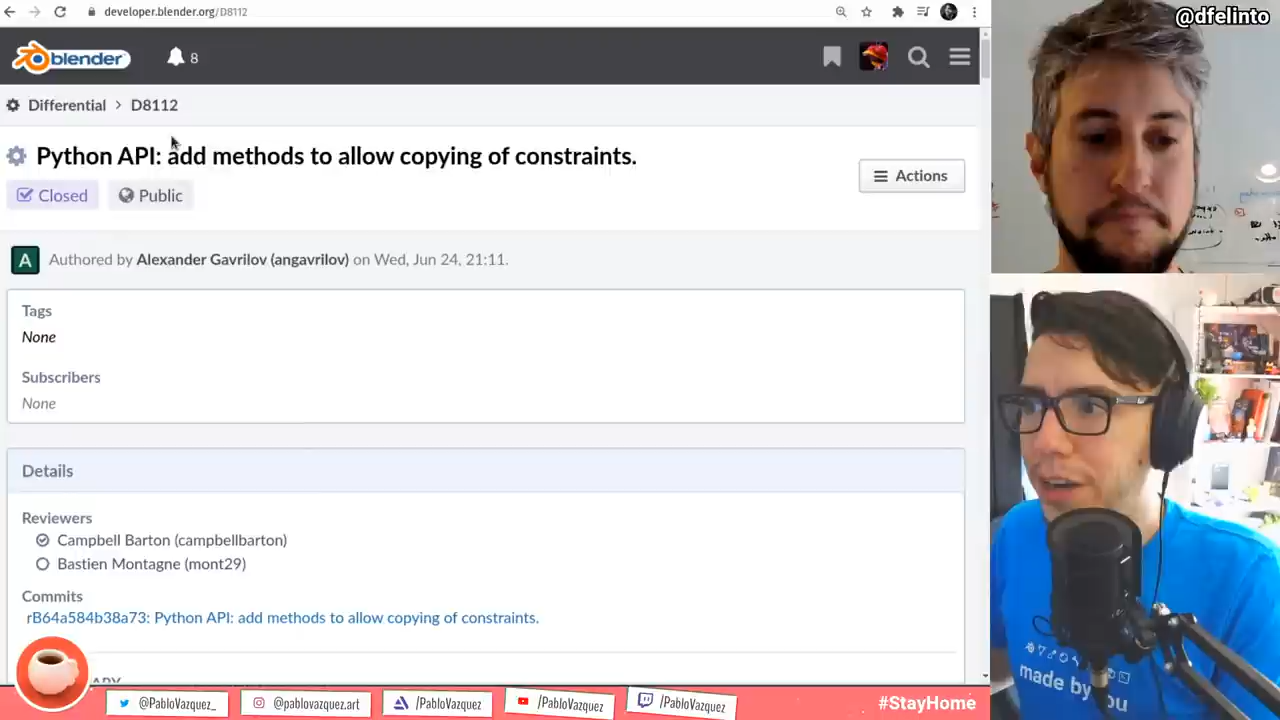 developer.blender.org/D8112
@dfelinto
blender
8
Differential > D8112
Python API: add methods to allow copying of constraints.
Closed Public
Actions
A Authored by Alexander Gavrilov (angavrilov) on Wed, Jun 24, 21:11.
Tags
None
Subscribers
None
Details
Reviewers
Campbell Barton (campbellbarton)
Bastien Montagne (mont29)
Commits
rB64a584b38a73: Python API: add methods to allow copying of constraints.
made by you
@PabloVazquez_ @pablovazquez.art /PabloVazquez /PabloVazquez /PabloVazquez #StayHome